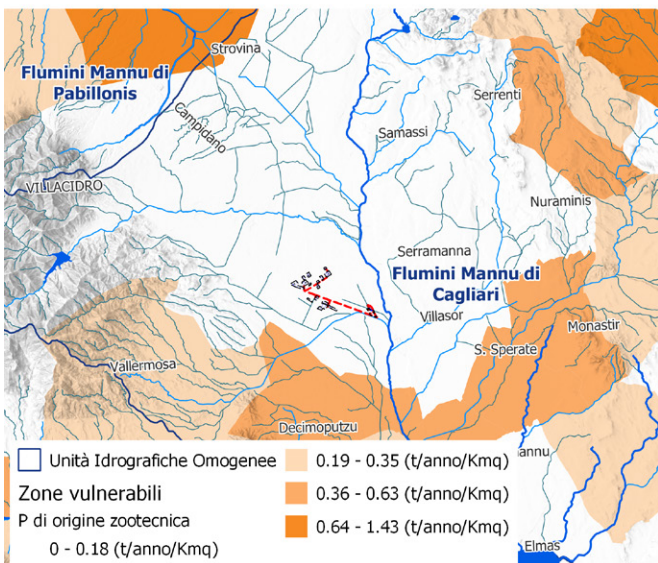 Strovina
Flumini Mannu di
Pabillonis
Serrenti
Campidano
Samassi
VILLACIDRO
Nuraminis
Serramanna
Flumini Mannu di
Cagliari
Villasor
Monastir
S. Sperate
Vallermosa
Decimoputzu
Unità Idrografiche Omogenee
Zone vulnerabili
P di origine zootecnica
0 - 0.18 (t/anno/Kmq)
0.19 - 0.35 (t/anno/Kmq)
0.36 - 0.63 (t/anno/Kmq)
0.64 - 1.43 (t/anno/Kmq)
annu
Elmas